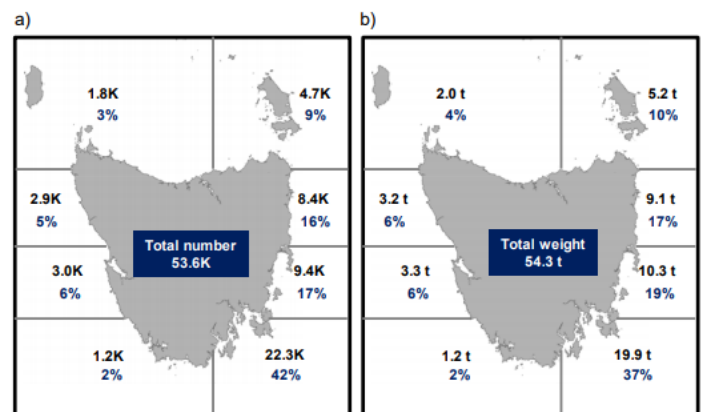 a)
1.8K
3%
4.7K
9%
2.9K
5%
8.4K
16%
Total number
53.6K
3.0K
6%
9.4K
17%
1.2K
2%
22.3K
42%
b)
2.0 t
4%
5.2 t
10%
3.2 t
6%
9.1 t
17%
Total weight
54.3 t
3.3 t
6%
10.3 t
19%
1.2 t
2%
19.9 t
37%